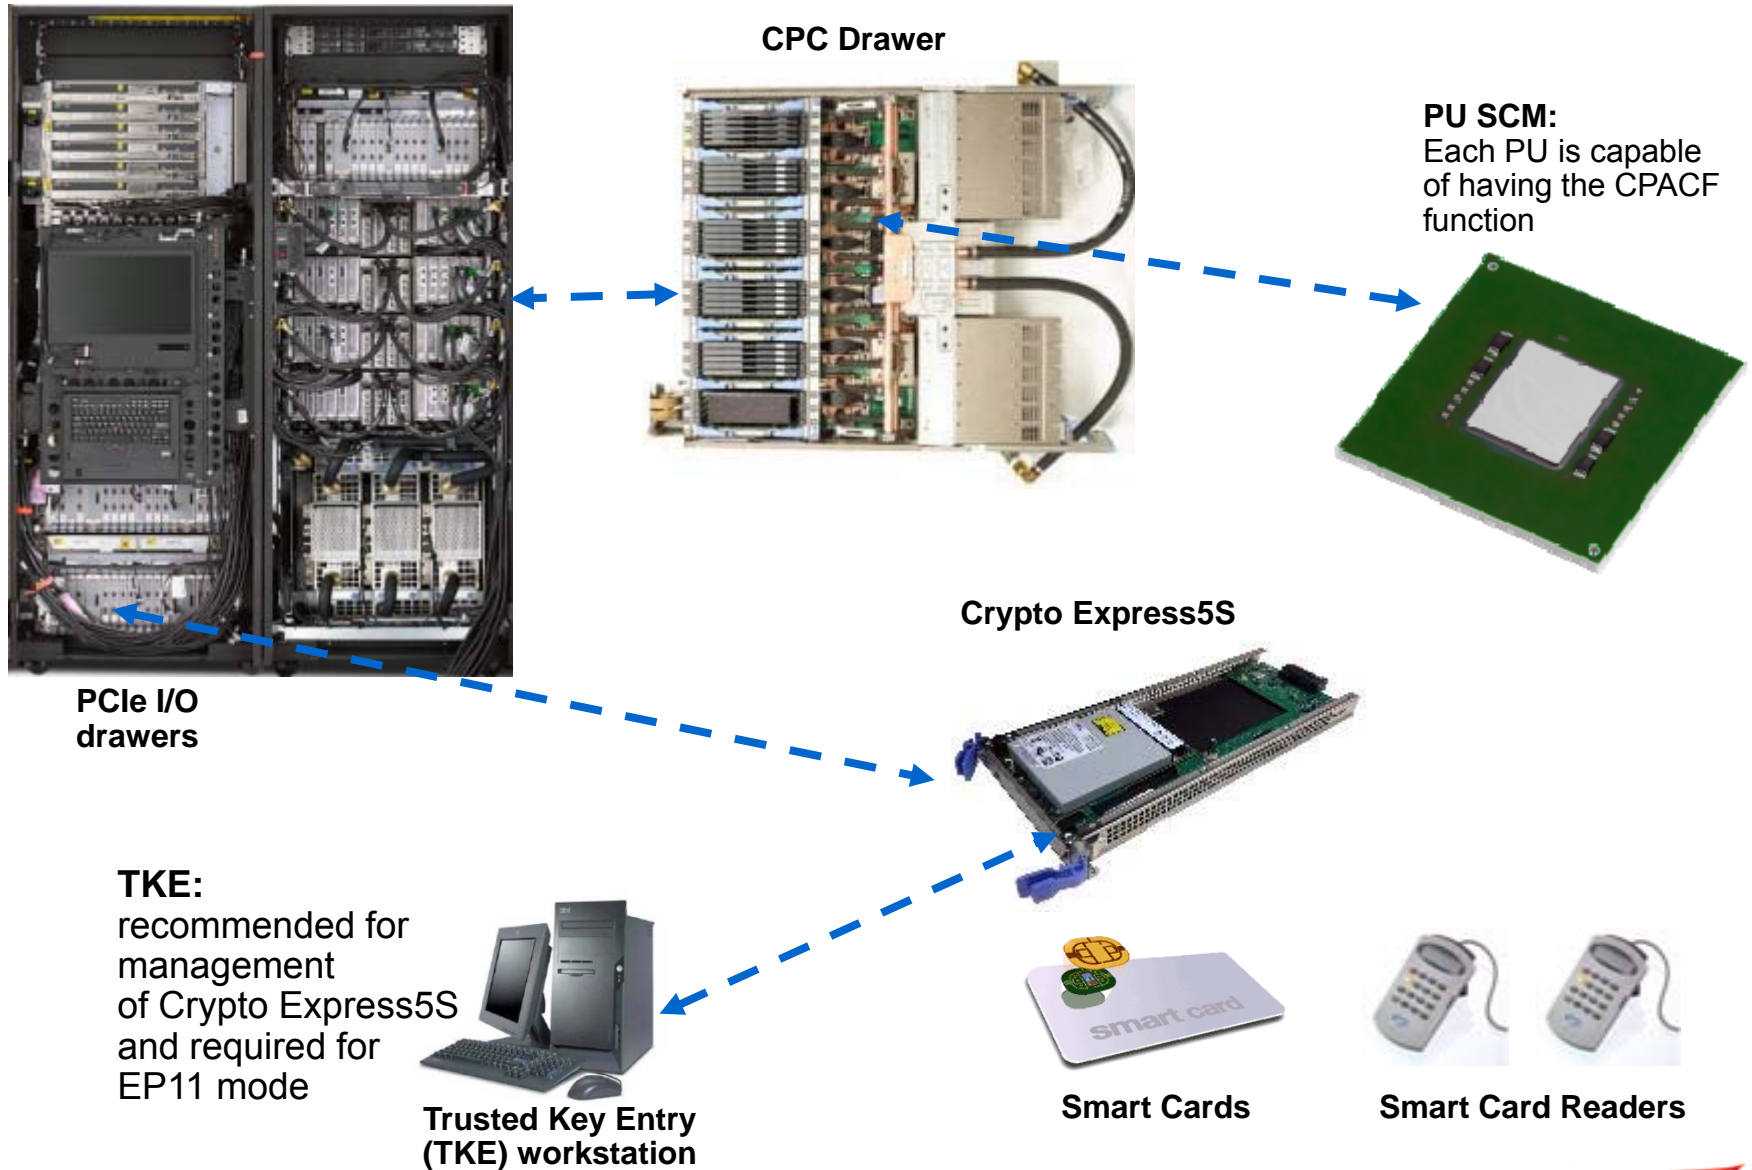 CPC Drawer
PU SCM:
Each PU is capable
of having the CPACF
function
Crypto Express5S
PCIe I/O
drawers
TKE:
recommended for
management
of Crypto Express5S
and required for
EP11 mode
smart card
Trusted Key Entry
(TKE) workstation
Smart Cards
Smart Card Readers